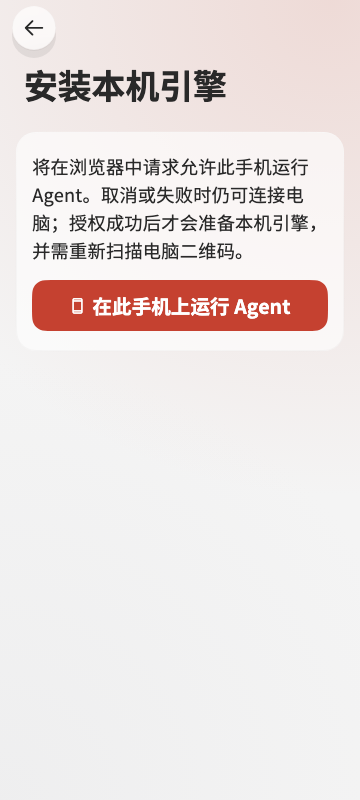 安装本机引擎
将在浏览器中请求允许此手机运行
Agent。取消或失败时仍可连接电
脑；授权成功后才会准备本机引擎，
并需重新扫描电脑二维码。
在此手机上运行 Agent